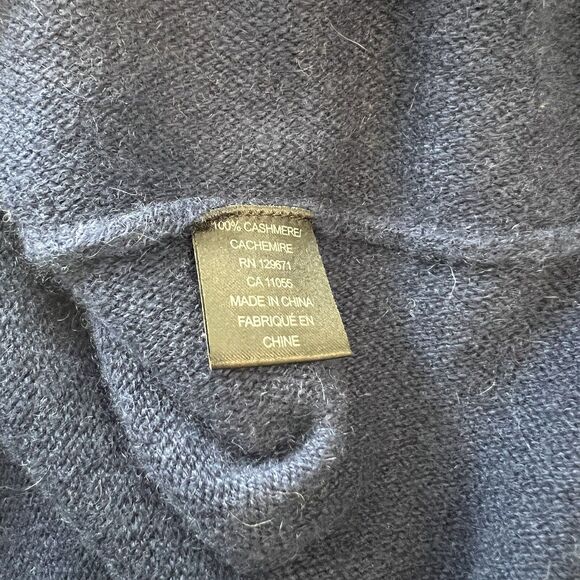 100% CASHMERE/
CACHEMIRE
RN 129671
CA 11055
MADE IN CHINA
FABRIQUÉ EN
CHINE